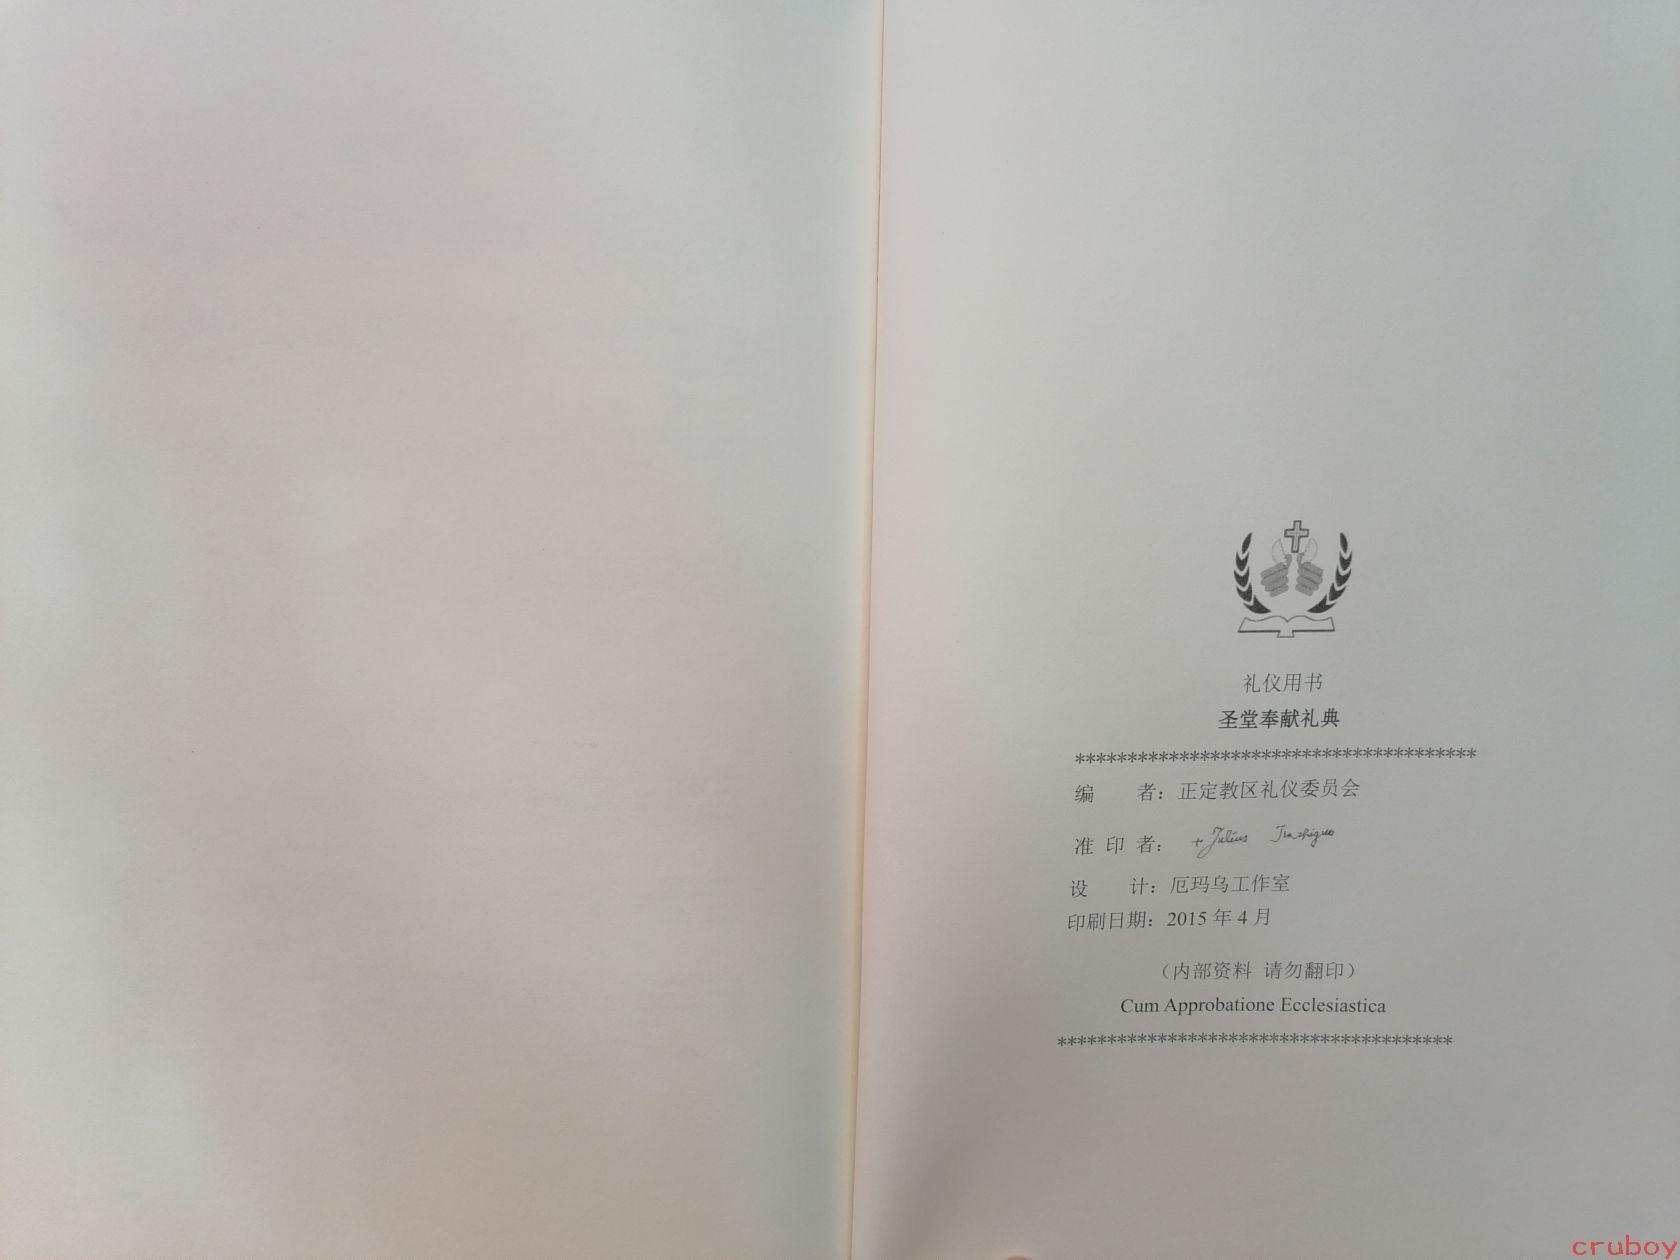 礼仪用书
圣堂奉献礼典
***************************************
编 者：正定教区礼仪委员会
准 印 者： +Julius Jiazhiguo
设 计：厄玛乌工作室
印刷日期：2015 年 4 月
（内部资料 请勿翻印）
Cum Approbatione Ecclesiastica
***************************************
cruboy